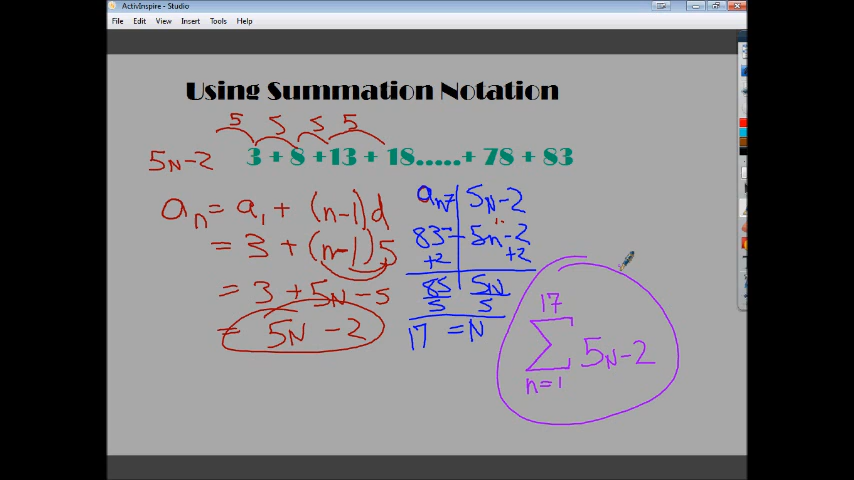 ActivInspire - Studio
File Edit View Insert Tools Help
Using Summation Notation
5 5 5 5
5N-2 3 + 8 +13 + 18......+ 78 + 83
an = a1 + (n-1)d
= 3 + (n-1)5
= 3 + 5N - 5
= 5N - 2
an = 5N-2
83 = 5n-2
+2 +2
85 5N
5 5
17 = N
17
Σ 5N-2
n=1